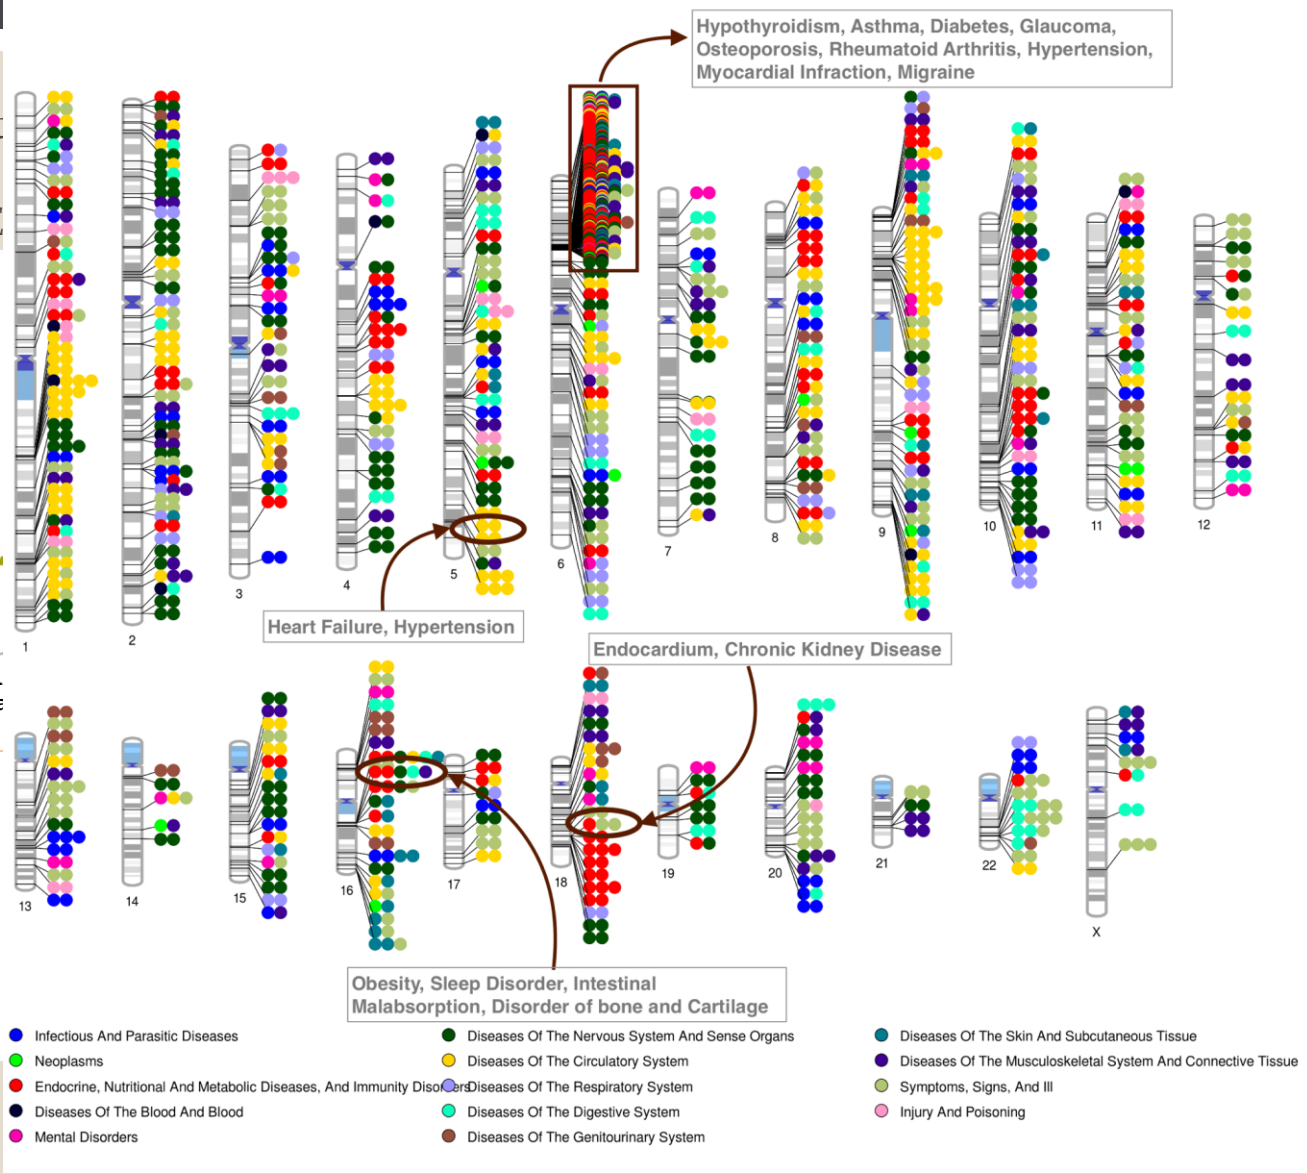 Hypothyroidism, Asthma, Diabetes, Glaucoma,
Osteoporosis, Rheumatoid Arthritis, Hypertension,
Myocardial Infraction, Migraine
1
2
3
4
5
6
7
8
9
10
11
12
Heart Failure, Hypertension
Endocardium, Chronic Kidney Disease
13
14
15
16
17
18
19
20
21
22
X
Obesity, Sleep Disorder, Intestinal
Malabsorption, Disorder of bone and Cartilage
Infectious And Parasitic Diseases
Neoplasms
Endocrine, Nutritional And Metabolic Diseases, And Immunity Disorders
Diseases Of The Blood And Blood
Mental Disorders
Diseases Of The Nervous System And Sense Organs
Diseases Of The Circulatory System
Diseases Of The Respiratory System
Diseases Of The Digestive System
Diseases Of The Genitourinary System
Diseases Of The Skin And Subcutaneous Tissue
Diseases Of The Musculoskeletal System And Connective Tissue
Symptoms, Signs, And Ill
Injury And Poisoning